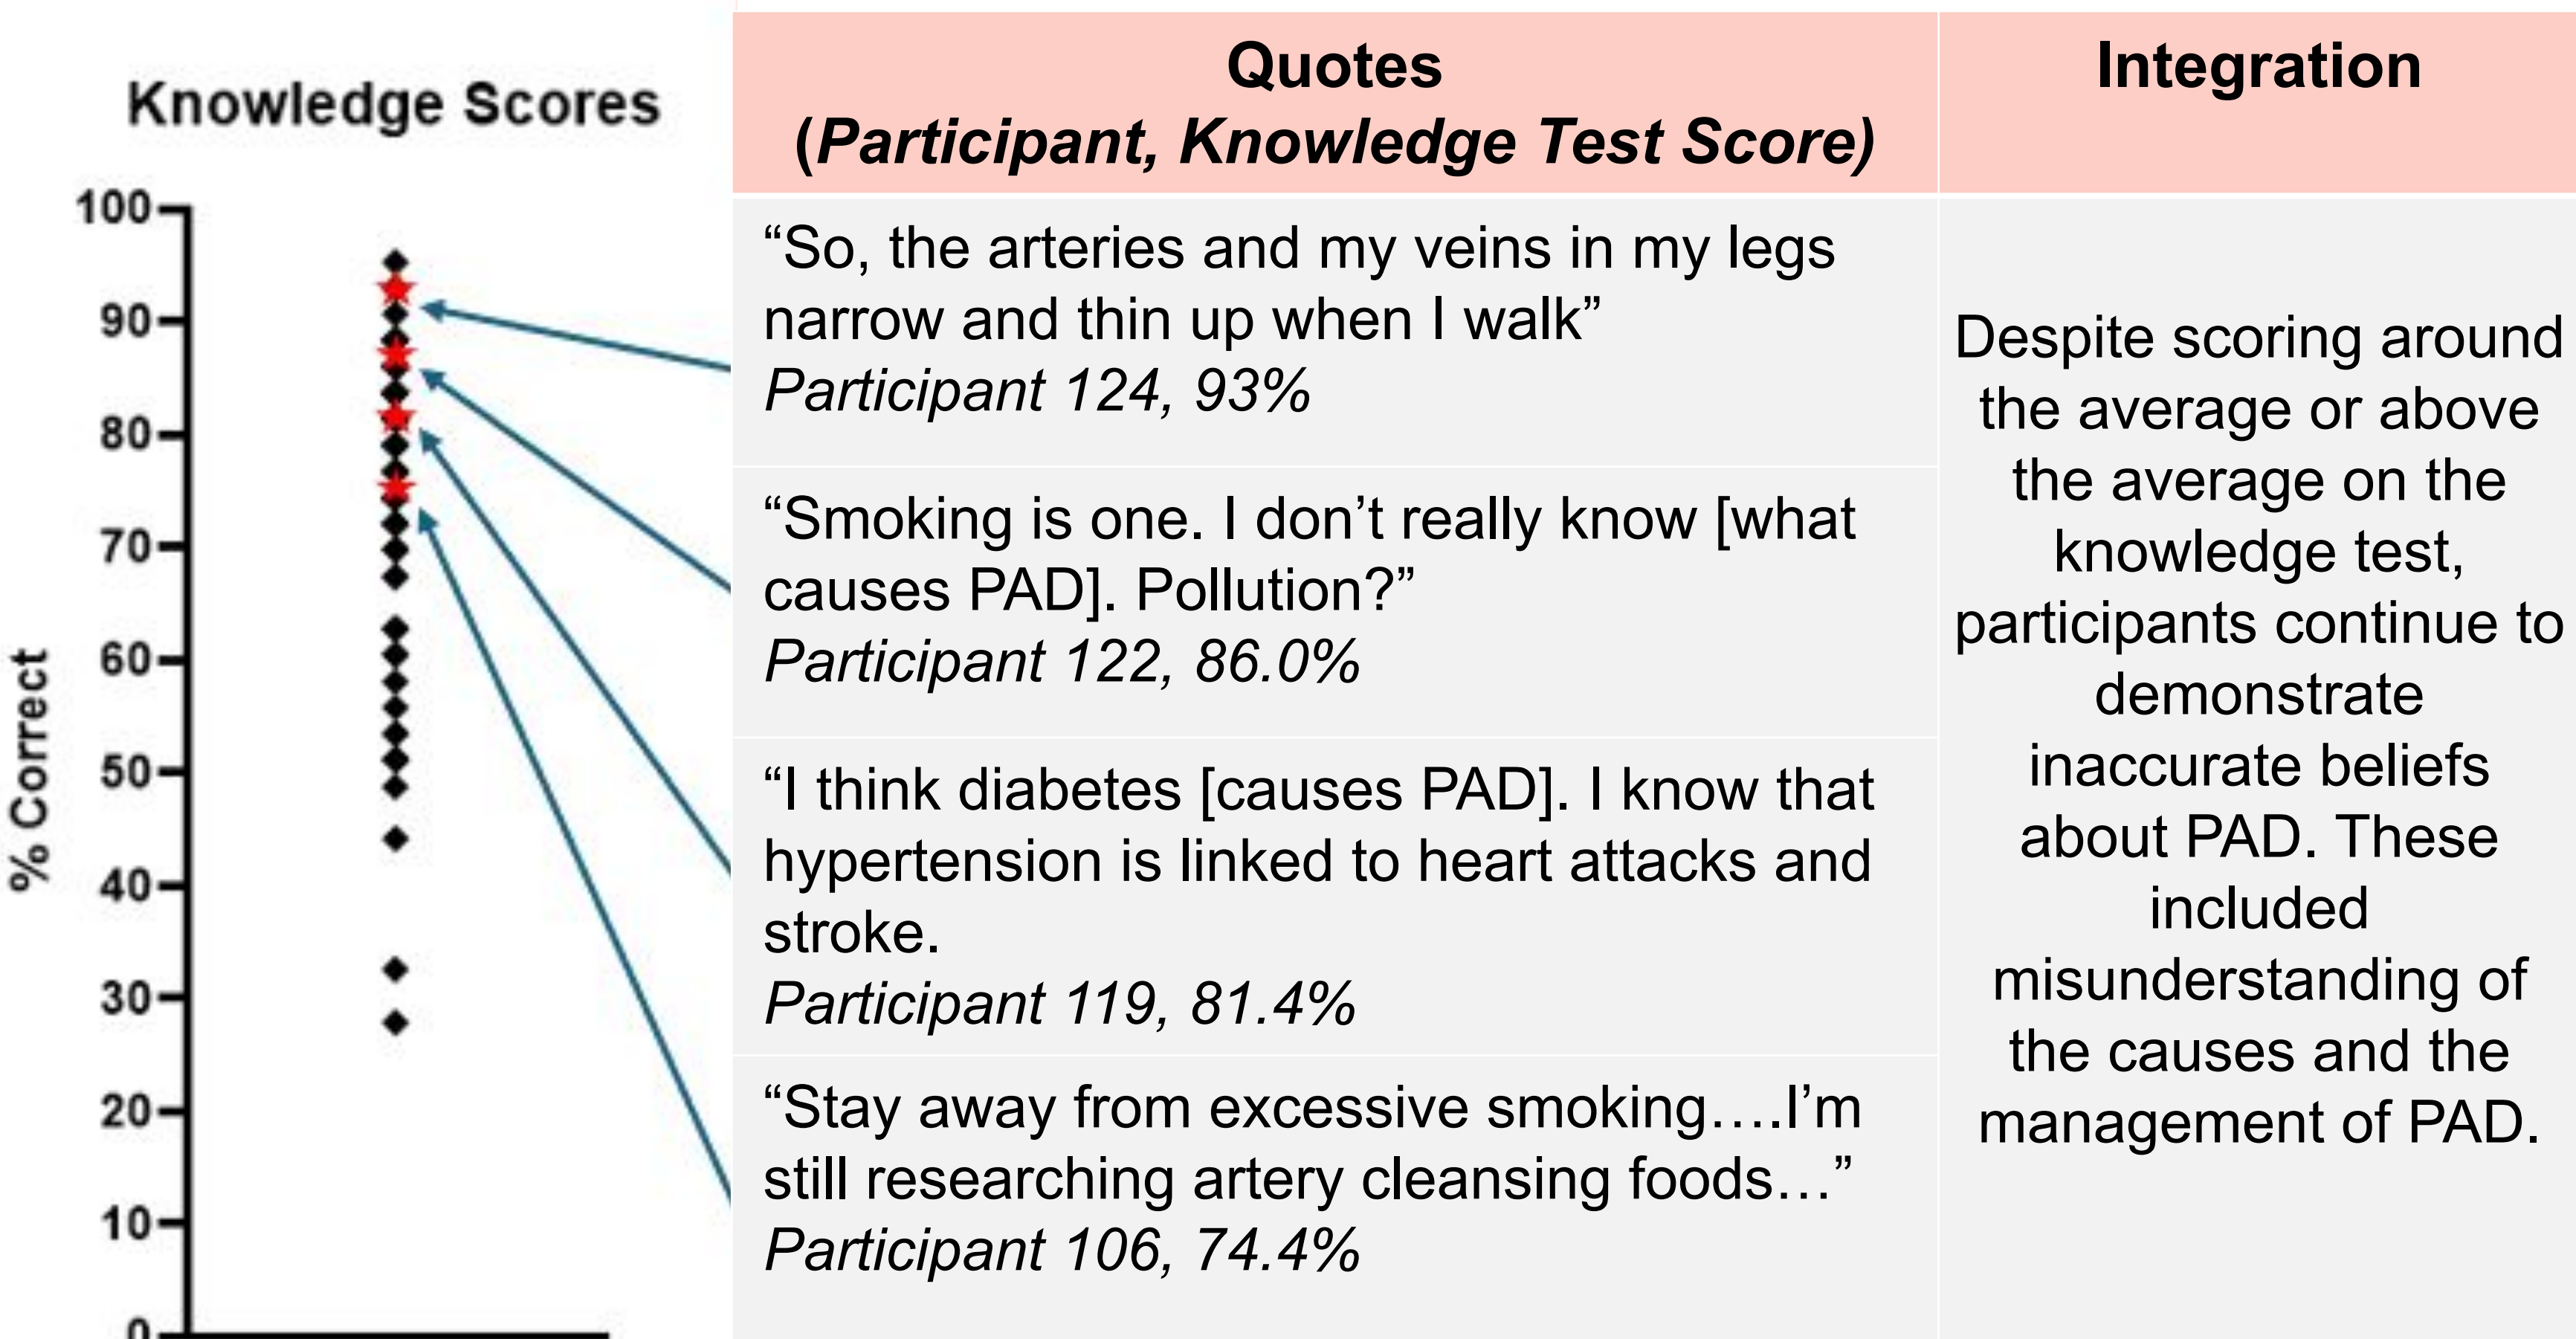 Knowledge Scores
% Correct
100
90
80
70
60
50
40
30
20
10
0
Quotes
(Participant, Knowledge Test Score)
“So, the arteries and my veins in my legs
narrow and thin up when I walk”
Participant 124, 93%
“Smoking is one. I don’t really know [what
causes PAD]. Pollution?”
Participant 122, 86.0%
“I think diabetes [causes PAD]. I know that
hypertension is linked to heart attacks and
stroke.
Participant 119, 81.4%
“Stay away from excessive smoking….I’m
still researching artery cleansing foods…”
Participant 106, 74.4%
Integration
Despite scoring around
the average or above
the average on the
knowledge test,
participants continue to
demonstrate
inaccurate beliefs
about PAD. These
included
misunderstanding of
the causes and the
management of PAD.